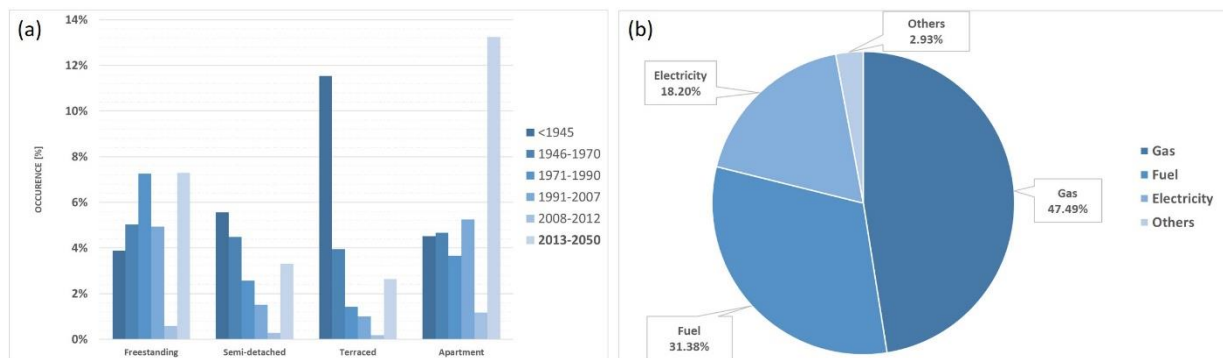 (a)
14%
12%
10%
8%
6%
4%
2%
0%
OCCURENCE [%]
Freestanding
Semi-detached
Terraced
Apartment
<1945
1946-1970
1971-1990
1991-2007
2008-2012
2013-2050
(b)
Others
2.93%
Electricity
18.20%
Gas
47.49%
Fuel
31.38%
Gas
Fuel
Electricity
Others